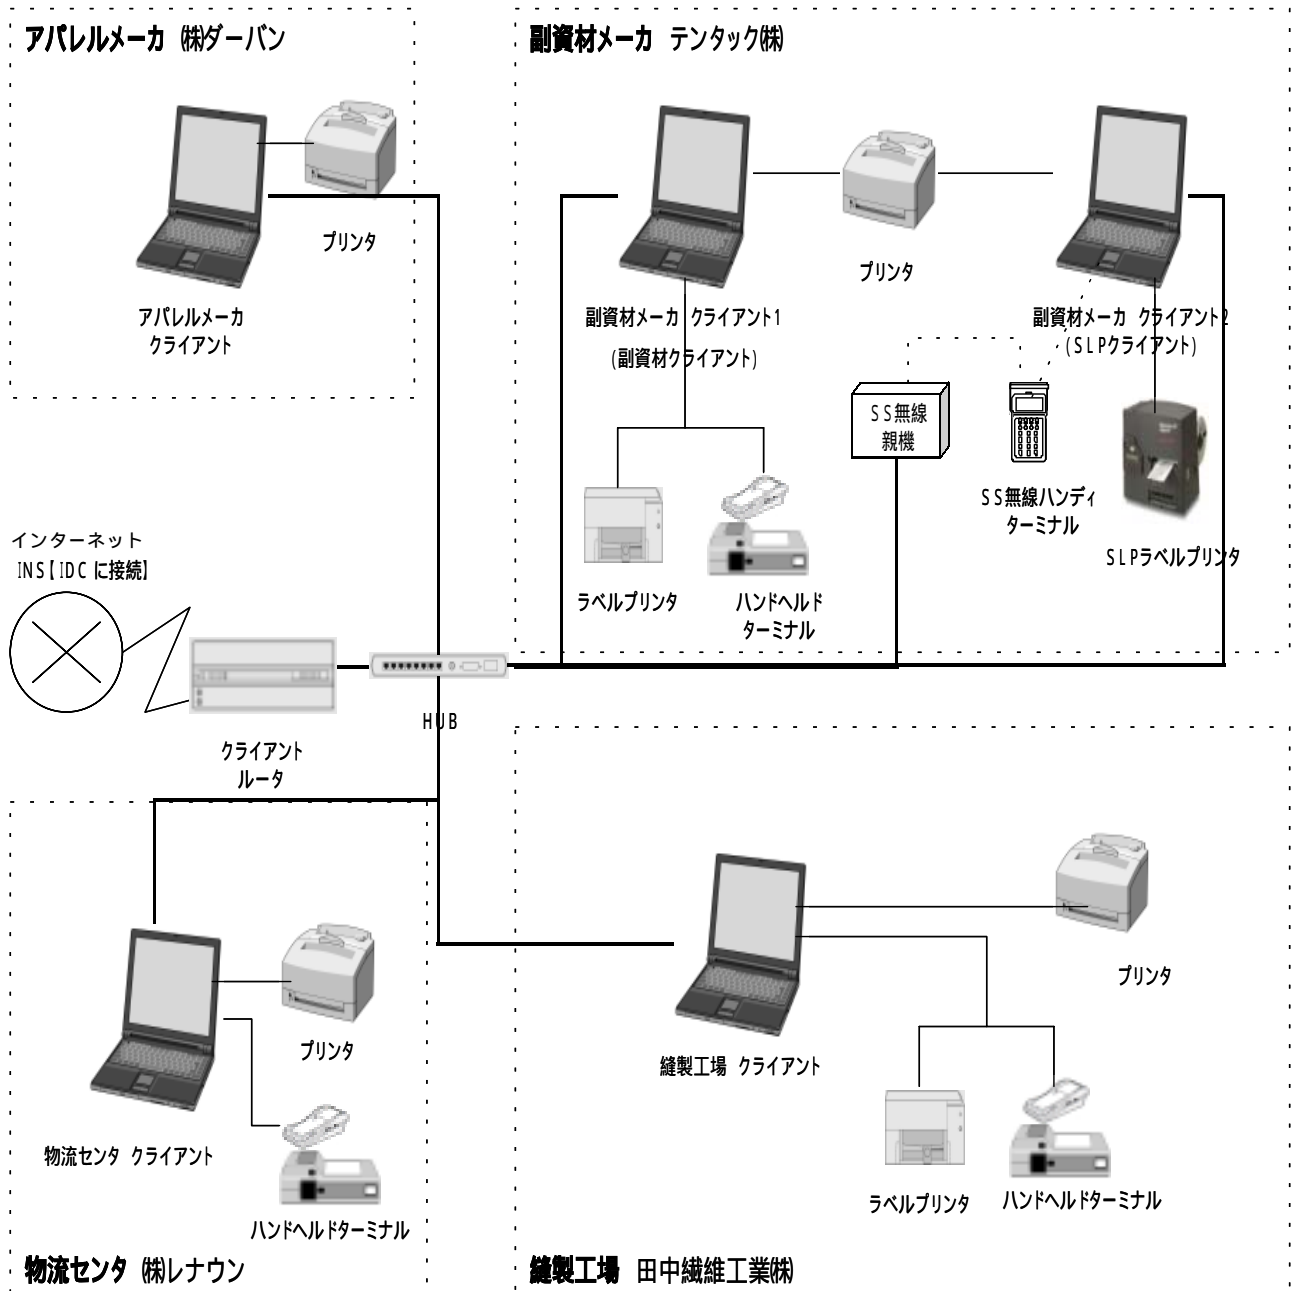 アパレルメーカ ㈱ダーバン
プリンタ
アパレルメーカ
クライアント
副資材メーカ テンタック㈱
プリンタ
副資材メーカ クライアント1
(副資材クライアント)
副資材メーカ クライアント2
(SLPクライアント)
SS無線
親機
SS無線ハンディ
ターミナル
SLPラベルプリンタ
ラベルプリンタ
ハンドヘルド
ターミナル
インターネット
INS【IDCに接続】
クライアント
ルータ
HUB
プリンタ
物流センタ クライアント
ハンドヘルドターミナル
物流センタ ㈱レナウン
プリンタ
縫製工場 クライアント
ラベルプリンタ
ハンドヘルドターミナル
縫製工場 田中繊維工業㈱